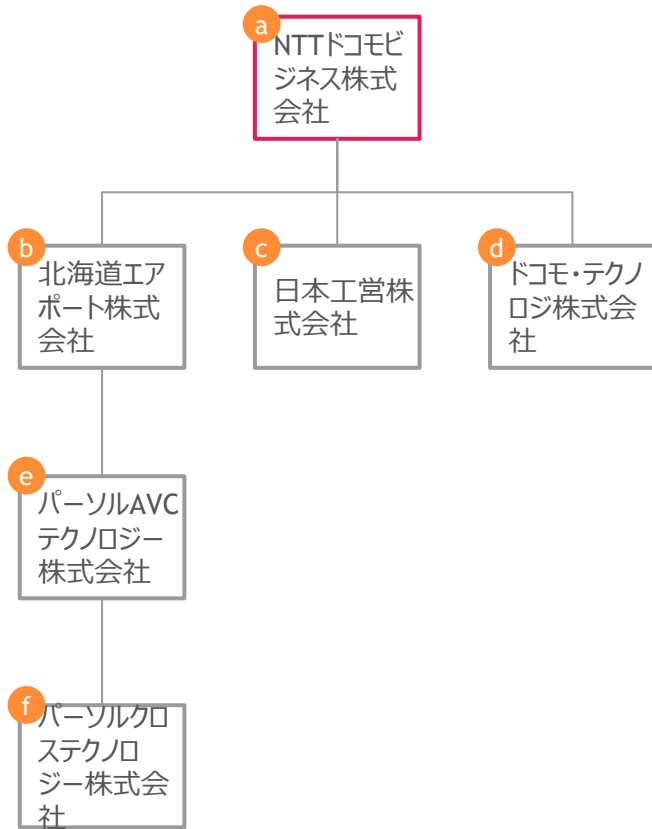 a
NTTドコモビ
ジネス株式
会社
b
北海道エア
ポート株式
会社
c
日本工営株
式会社
d
ドコモ・テクノ
ロジ株式会
社
e
パーソルAVC
テクノロジー
株式会社
f
パーソルクロ
ステクノロ
ジー株式会
社